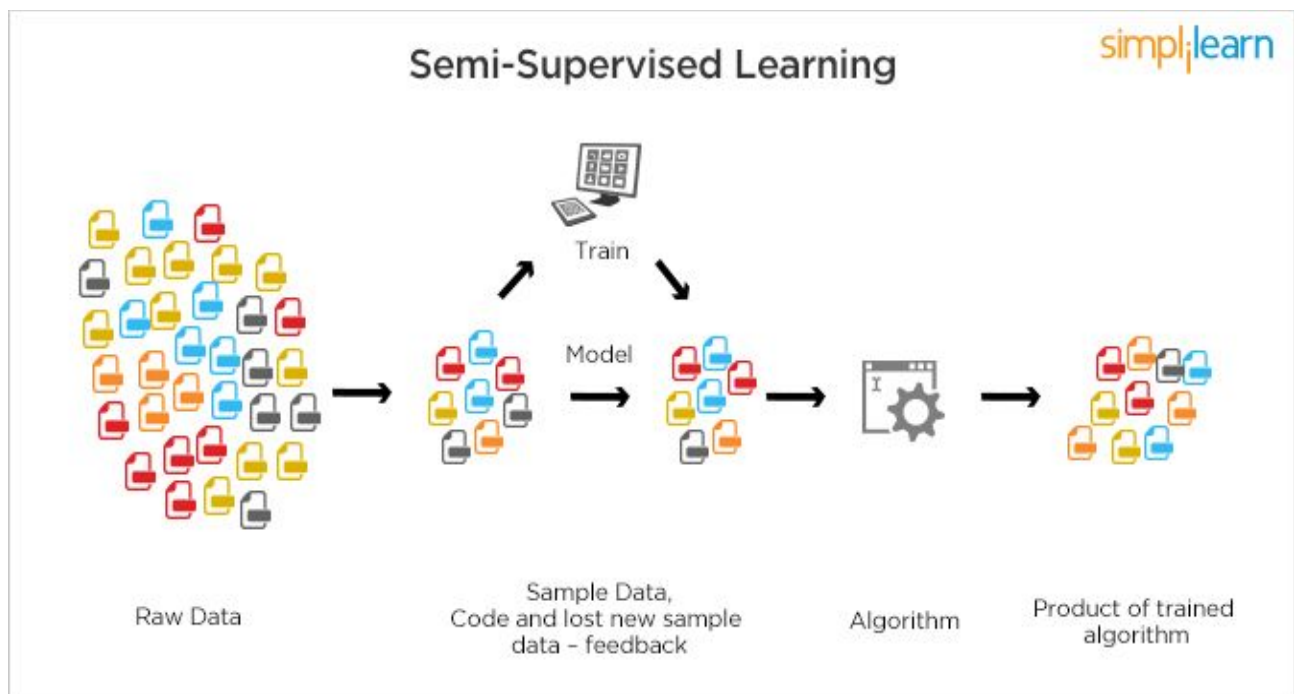 simplilearn
Semi-Supervised Learning
Train
Model
Raw Data
Sample Data,
Code and lost new sample
data – feedback
Algorithm
Product of trained
algorithm